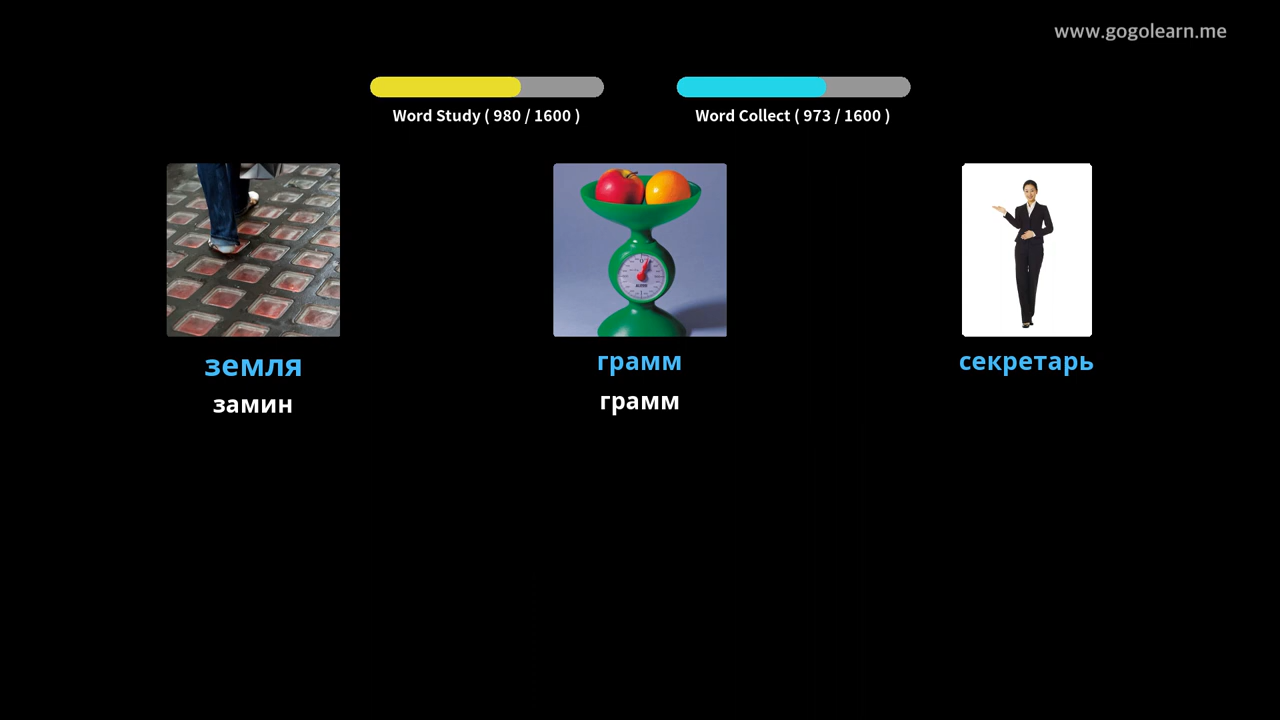 www.gogolearn.me
Word Study ( 980 / 1600 )
Word Collect ( 973 / 1600 )
земля
замин
грамм
грамм
секретарь